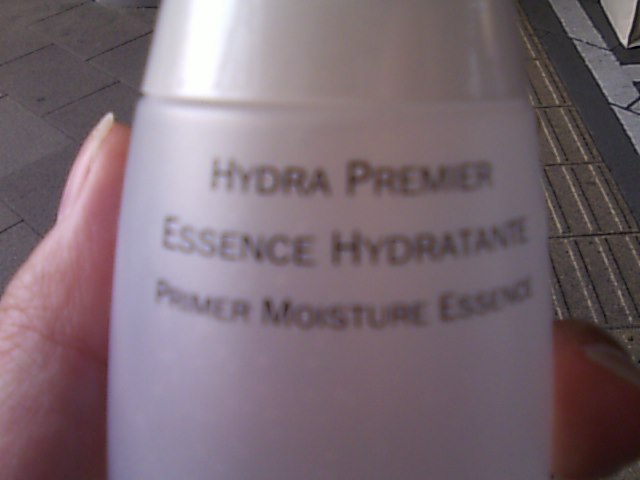 HYDRA PREMIER
ESSENCE HYDRATANTE
PRIMER MOISTURE ESSENCE